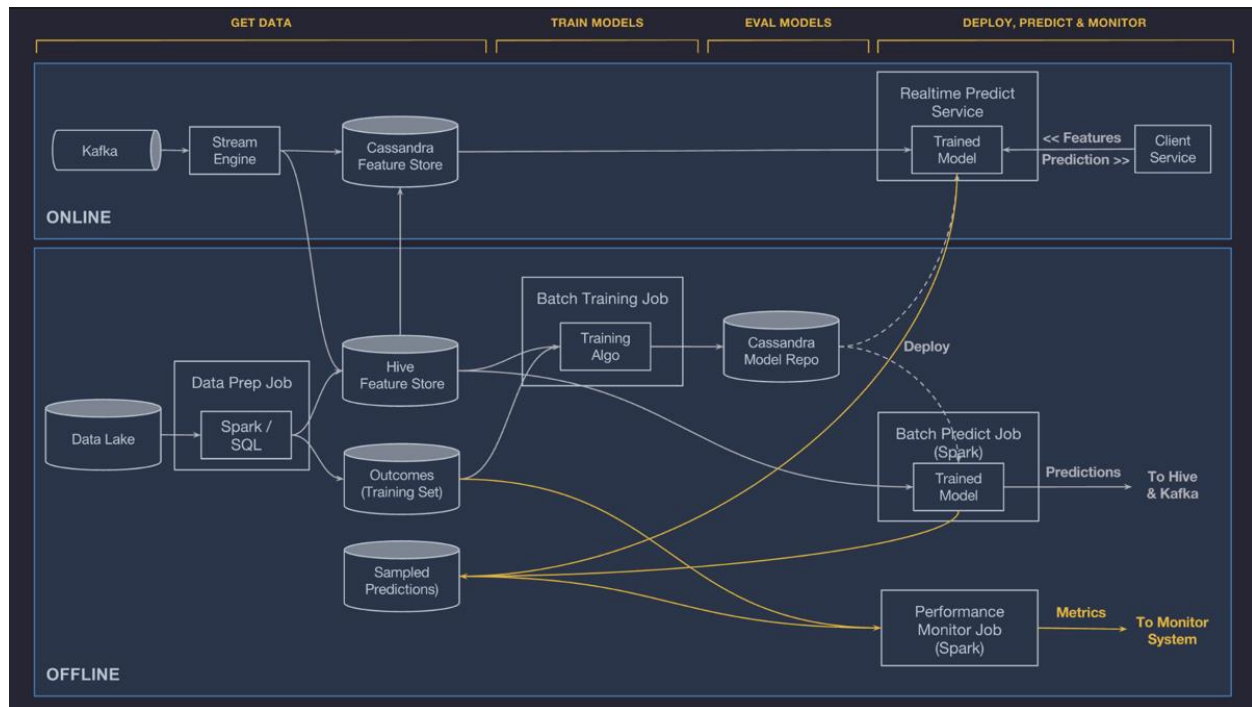 GET DATA
TRAIN MODELS
EVAL MODELS
DEPLOY, PREDICT & MONITOR
Kafka
Stream
Engine
Cassandra
Feature Store
Realtime Predict
Service
Trained
Model
<< Features
Prediction >>
Client
Service
ONLINE
Data Lake
Data Prep Job
Spark /
SQL
Hive
Feature Store
Outcomes
(Training Set)
Sampled
Predictions)
Batch Training Job
Training
Algo
Cassandra
Model Repo
Deploy
Batch Predict Job
(Spark)
Trained
Model
Predictions
To Hive
& Kafka
Performance
Monitor Job
(Spark)
Metrics
To Monitor
System
OFFLINE